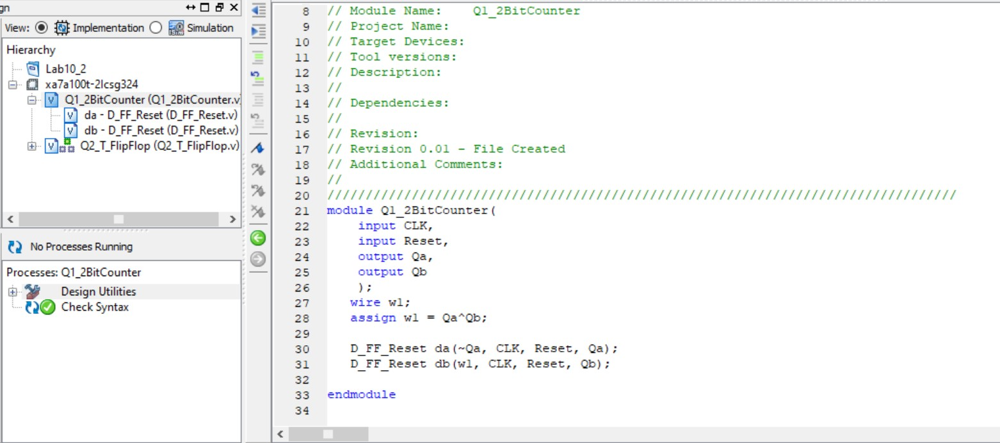 gn
View: Implementation Simulation
Hierarchy
Lab10_2
xa7a100t-2lcsg324
Q1_2BitCounter (Q1_2BitCounter.v)
da - D_FF_Reset (D_FF_Reset.v)
db - D_FF_Reset (D_FF_Reset.v)
Q2_T_FlipFlop (Q2_T_FlipFlop.v)
No Processes Running
Processes: Q1_2BitCounter
Design Utilities
Check Syntax
8 // Module Name: Q1_2BitCounter
9 // Project Name:
10 // Target Devices:
11 // Tool versions:
12 // Description:
13 //
14 // Dependencies:
15 //
16 // Revision:
17 // Revision 0.01 - File Created
18 // Additional Comments:
19 //
20 //////////////////////////////////////////////////////////////////////////////////
21 module Q1_2BitCounter(
22 input CLK,
23 input Reset,
24 output Qa,
25 output Qb
26 );
27 wire w1;
28 assign w1 = Qa^Qb;
29
30 D_FF_Reset da(~Qa, CLK, Reset, Qa);
31 D_FF_Reset db(w1, CLK, Reset, Qb);
32
33 endmodule
34